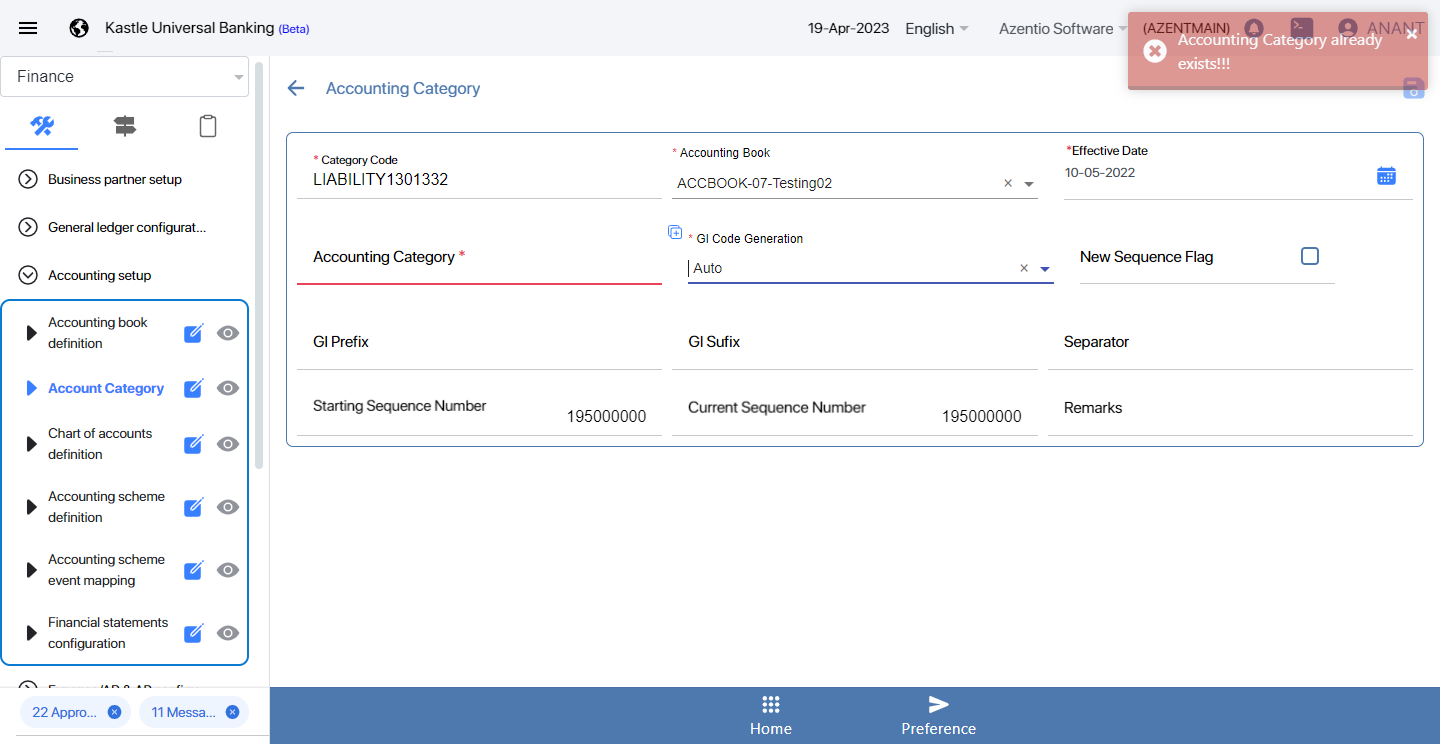 Kastle Universal Banking (Beta)
19-Apr-2023
English
Azentio Software
(AZENTMAIN)
ANANT
Accounting Category already
exists!!!
Finance
Business partner setup
General ledger configurat...
Accounting setup
Accounting book
definition
Account Category
Chart of accounts
definition
Accounting scheme
definition
Accounting scheme
event mapping
Financial statements
configuration
22 Appro...
11 Messa...
Accounting Category
* Category Code
LIABILITY1301332
* Accounting Book
ACCBOOK-07-Testing02
*Effective Date
10-05-2022
Accounting Category *
* GI Code Generation
Auto
New Sequence Flag
GI Prefix
GI Sufix
Separator
Starting Sequence Number
195000000
Current Sequence Number
195000000
Remarks
Home
Preference